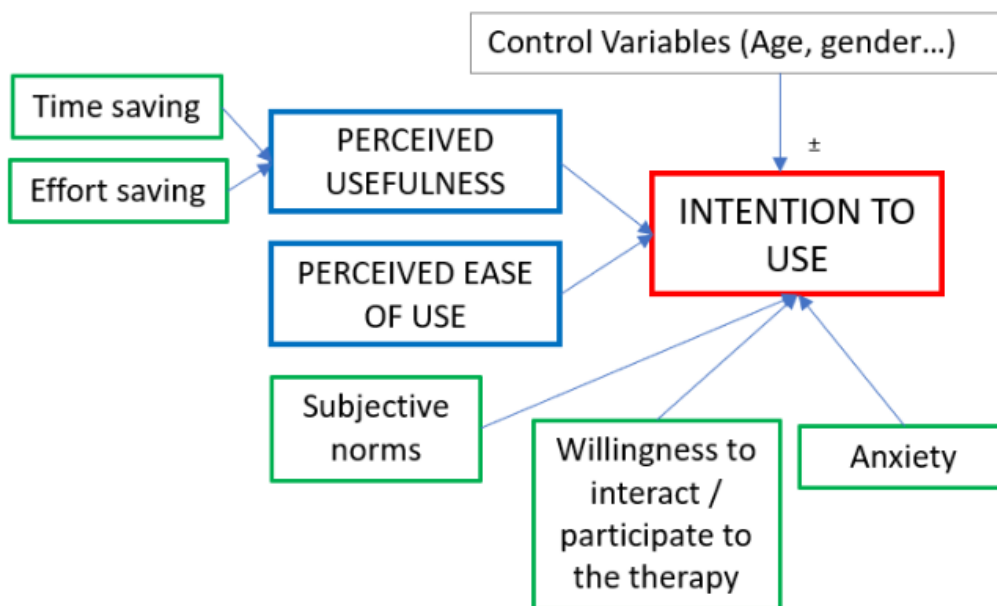 Control Variables (Age, gender...)
Time saving
Effort saving
PERCEIVED
USEFULNESS
±
INTENTION TO
USE
PERCEIVED EASE
OF USE
Subjective
norms
Willingness to
interact /
participate to
the therapy
Anxiety